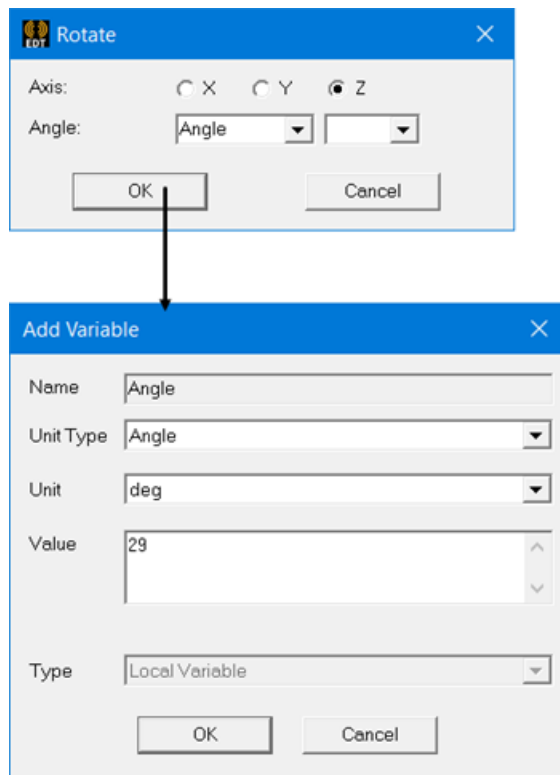 EDT Rotate
Axis: X Y Z
Angle: Angle
OK Cancel
Add Variable
Name Angle
Unit Type Angle
Unit deg
Value 29
Type Local Variable
OK Cancel